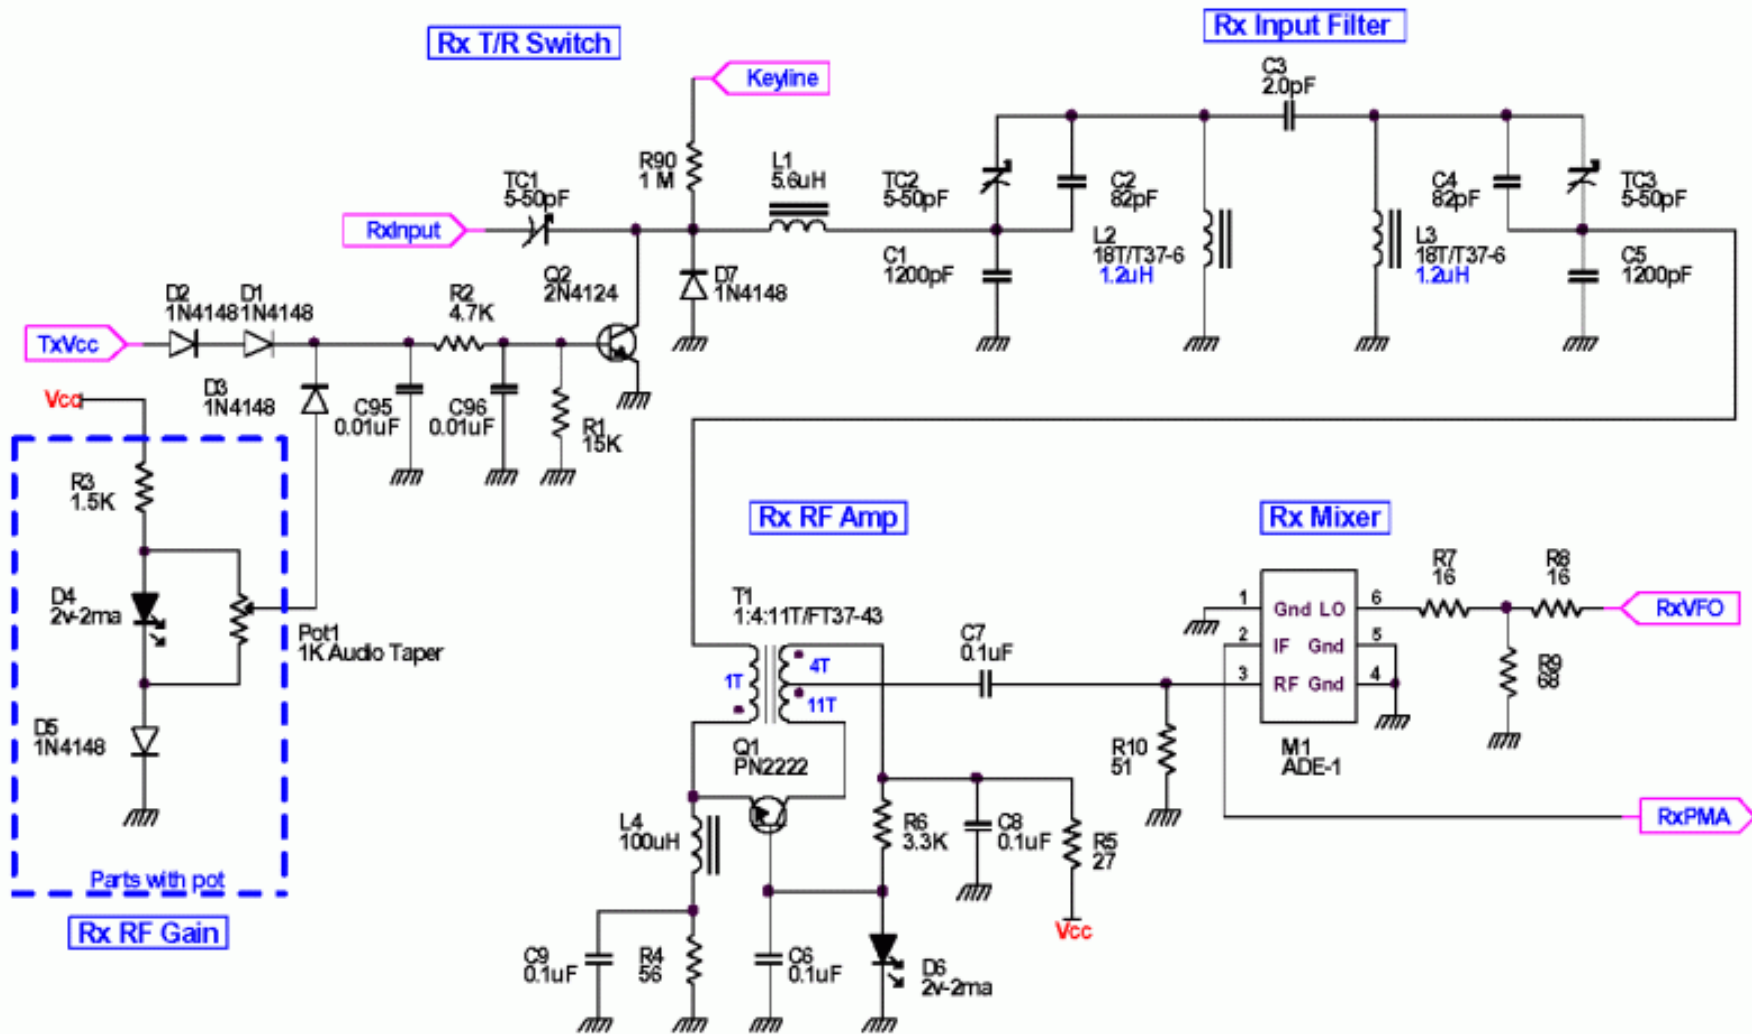 Rx T/R Switch
Rx Input Filter
Keyline
C3
2.0pF
R90
1 M
L1
5.6uH
TC1
5-50pF
TC2
5-50pF
C2
82pF
C4
82pF
TC3
5-50pF
RxInput
L2
18T/T37-6
1.2uH
L3
18T/T37-6
1.2uH
C1
1200pF
C5
1200pF
Q2
2N4124
D7
1N4148
D2
1N4148
D1
1N4148
R2
4.7K
TxVcc
Vcc
D3
1N4148
C95
0.01uF
C96
0.01uF
R1
15K
R3
1.5K
Rx RF Amp
Rx Mixer
D4
2v-2ma
Pot1
1K Audio Taper
T1
1:4:11T/FT37-43
1T
4T
11T
C7
0.1uF
1
2
3
Gnd LO
IF Gnd
RF Gnd
6
5
4
R7
16
R8
16
RxVFO
R9
68
D5
1N4148
Q1
PN2222
R10
51
M1
ADE-1
RxPMA
L4
100uH
R6
3.3K
C8
0.1uF
R5
27
Vcc
Parts with pot
Rx RF Gain
C9
0.1uF
R4
56
C6
0.1uF
D6
2v-2ma